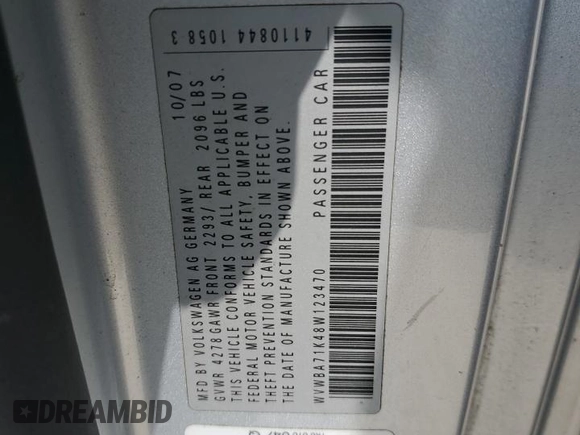 4110844 1058 3
MFD BY VOLKSWAGEN AG GERMANY 10/07
GVWR 4278 GAWR FRONT 2293/ REAR 2096 LBS
THIS VEHICLE CONFORMS TO ALL APPLICABLE U.S.
FEDERAL MOTOR VEHICLE SAFETY, BUMPER AND
THEFT PREVENTION STANDARDS IN EFFECT ON
THE DATE OF MANUFACTURE SHOWN ABOVE.
WVWBA71K48W123470 PASSENGER CAR
DREAMBID